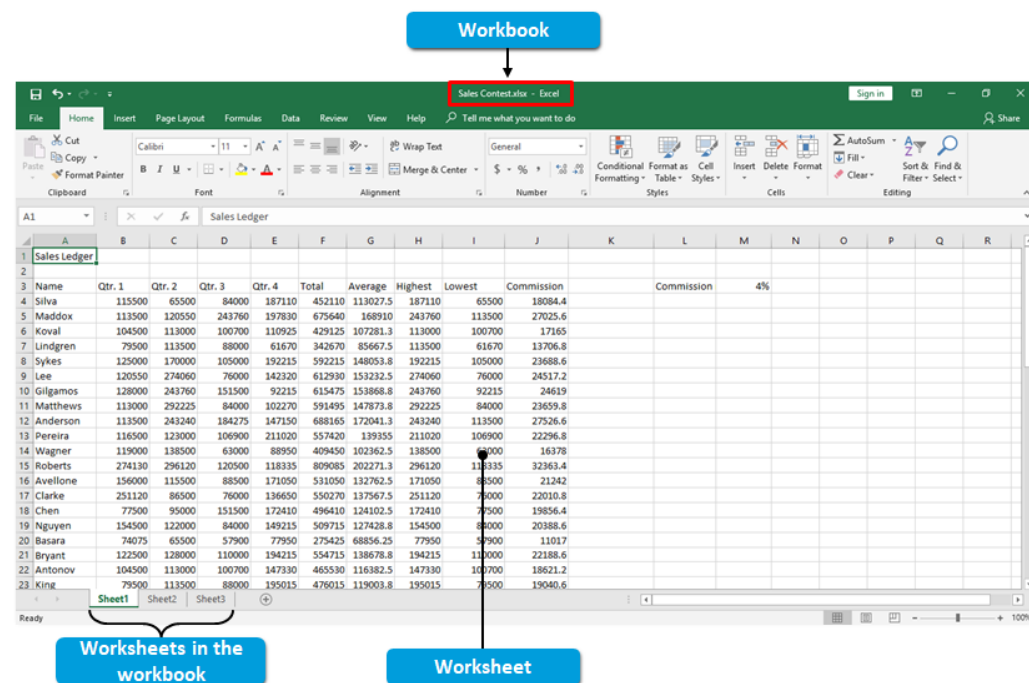 Workbook
Sales Contest.xlsx - Excel
Sign in
File Home Insert Page Layout Formulas Data Review View Help Tell me what you want to do Share
Cut Calibri 11 Wrap Text General AutoSum
Paste Copy Fill
Format Painter B I U Merge & Center $ % , Conditional Formatting Format as Table Cell Styles Insert Delete Format Clear Sort & Filter Find & Select
Clipboard Font Alignment Number Styles Cells Editing
A1 fx Sales Ledger
A B C D E F G H I J K L M N O P Q R
1 Sales Ledger
2
3 Name Qtr. 1 Qtr. 2 Qtr. 3 Qtr. 4 Total Average Highest Lowest Commission Commission 4%
4 Silva 115500 65500 84000 187110 452110 113027.5 187110 65500 18084.4
5 Maddox 113500 120550 243760 197830 675640 168910 243760 113500 27025.6
6 Koval 104500 113000 100700 110925 429125 107281.3 113000 100700 17165
7 Lindgren 79500 113500 88000 61670 342670 85667.5 113500 61670 13706.8
8 Sykes 125000 170000 105000 192215 592215 148053.8 192215 105000 23688.6
9 Lee 120550 274060 76000 142320 612930 153232.5 274060 76000 24517.2
10 Gilgamos 128000 243760 151500 92215 615475 153868.8 243760 92215 24619
11 Matthews 113000 292225 84000 102270 591495 147873.8 292225 84000 23659.8
12 Anderson 113500 243240 184275 147150 688165 172041.3 243240 113500 27526.6
13 Pereira 116500 123000 106900 211020 557420 139355 211020 106900 22296.8
14 Wagner 119000 138500 63000 88950 409450 102362.5 138500 16378
15 Roberts 274130 296120 120500 118335 809085 202271.3 296120 118335 32363.4
16 Avellone 156000 115500 88500 171050 531050 132762.5 171050 88500 21242
17 Clarke 251120 86500 76000 136650 550270 137567.5 251120 76000 22010.8
18 Chen 77500 95000 151500 172410 496410 124102.5 172410 77500 19856.4
19 Nguyen 154500 122000 84000 149215 509715 127428.8 154500 84000 20388.6
20 Basara 74075 65500 57900 77950 275425 68856.25 77950 57900 11017
21 Bryant 122500 128000 110000 194215 554715 138678.8 194215 110000 22188.6
22 Antonov 104500 113000 100700 147330 465530 116382.5 147330 100700 18621.2
23 King 79500 113500 88000 195015 476015 119003.8 195015 79500 19040.6
Sheet1 Sheet2 Sheet3
Ready 100%
Worksheets in the
workbook
Worksheet